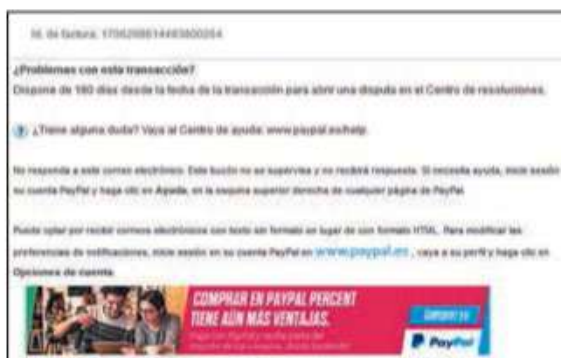 Id. de factura:
¿Problemas con esta transacción?
Dispone de 180 días desde la fecha de la transacción para abrir una disputa en el Centro de resoluciones.
¿Tiene alguna duda? Vaya al Centro de ayuda: www.paypal.es/help.
No responda a este correo electrónico. Este buzón no se supervisa y no recibirá respuesta. Si necesita ayuda, inicie sesión
su cuenta PayPal y haga clic en Ayuda, en la esquina superior derecha de cualquier página de PayPal
Puede optar por recibir correos electrónicos con texto sin formato en lugar de con formato HTML. Para modificar las
preferencias de notificaciones, inicie sesión en su cuenta PayPal en www.paypal.es , vaya a su perfil y haga clic en
Opciones de cuenta.
COMPRAR EN PAYPAL PERCENT
TIENE AÚN MÁS VENTAJAS.
PayPal